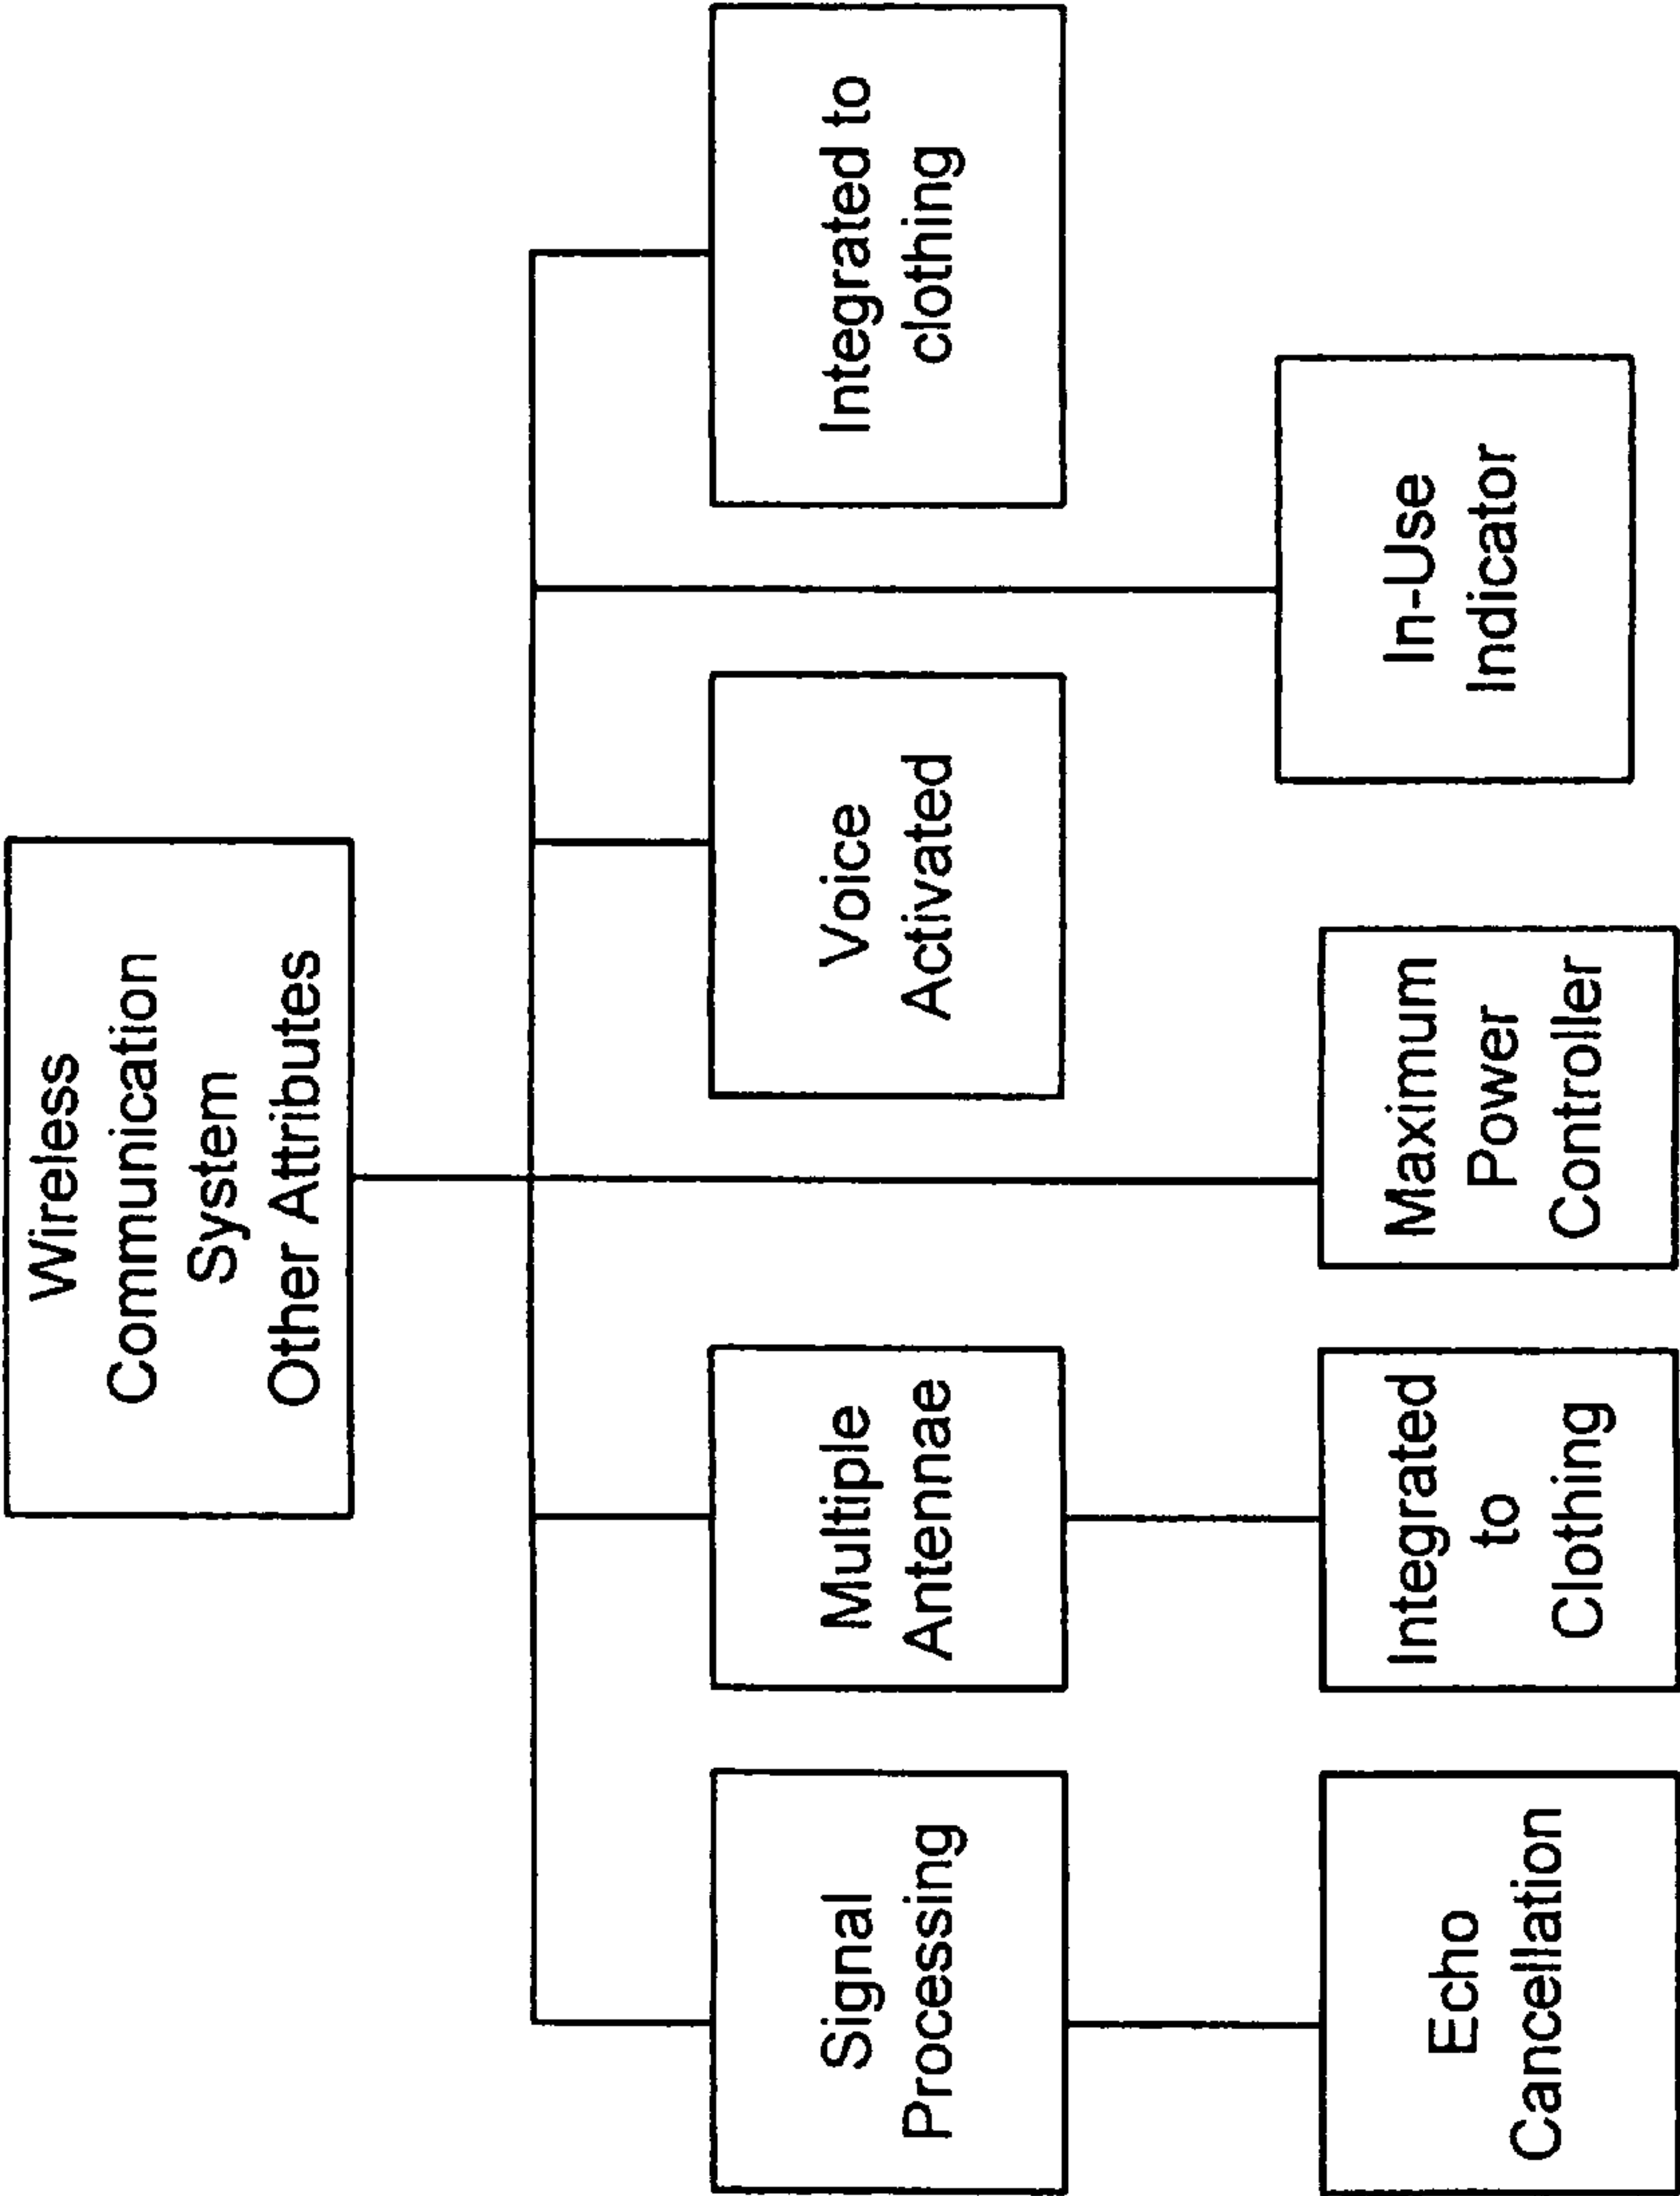 Wireless
Communication
System
Other Attributes
Signal
Processing
Multiple
Antennae
Voice
Activated
Integrated to
clothing
Echo
Cancellation
Integrated
to
Clothing
Maximum
Power
Controller
In-Use
Indicator